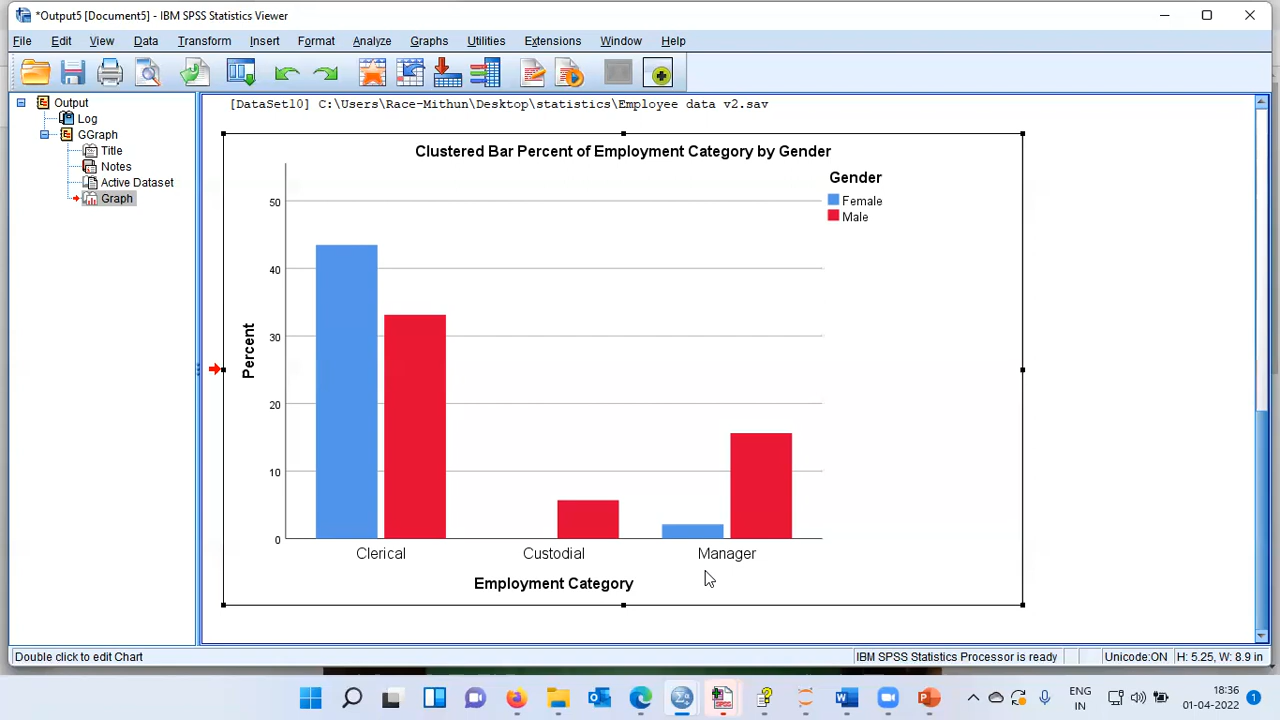 *Output5 [Document5] - IBM SPSS Statistics Viewer
File Edit View Data Transform Insert Format Analyze Graphs Utilities Extensions Window Help
Output
Log
GGraph
Title
Notes
Active Dataset
Graph
[DataSet10] C:\Users\Race-Mithun\Desktop\statistics\Employee data v2.sav
Clustered Bar Percent of Employment Category by Gender
Gender
Female
Male
Percent
50
40
30
20
10
0
Clerical Custodial Manager
Employment Category
Double click to edit Chart
IBM SPSS Statistics Processor is ready
Unicode:ON
H: 5.25, W: 8.9 in
ENG
IN
18:36
01-04-2022
1